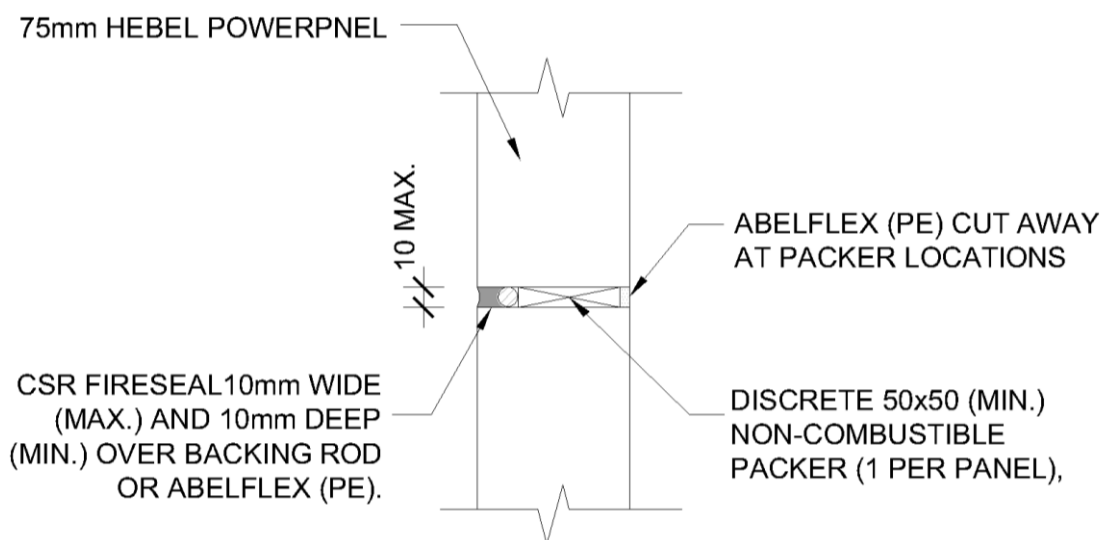 75mm HEBEL POWERPNEL
10 MAX.
ABELFLEX (PE) CUT AWAY
AT PACKER LOCATIONS
CSR FIRESEAL10mm WIDE
(MAX.) AND 10mm DEEP
(MIN.) OVER BACKING ROD
OR ABELFLEX (PE).
DISCRETE 50x50 (MIN.)
NON-COMBUSTIBLE
PACKER (1 PER PANEL),